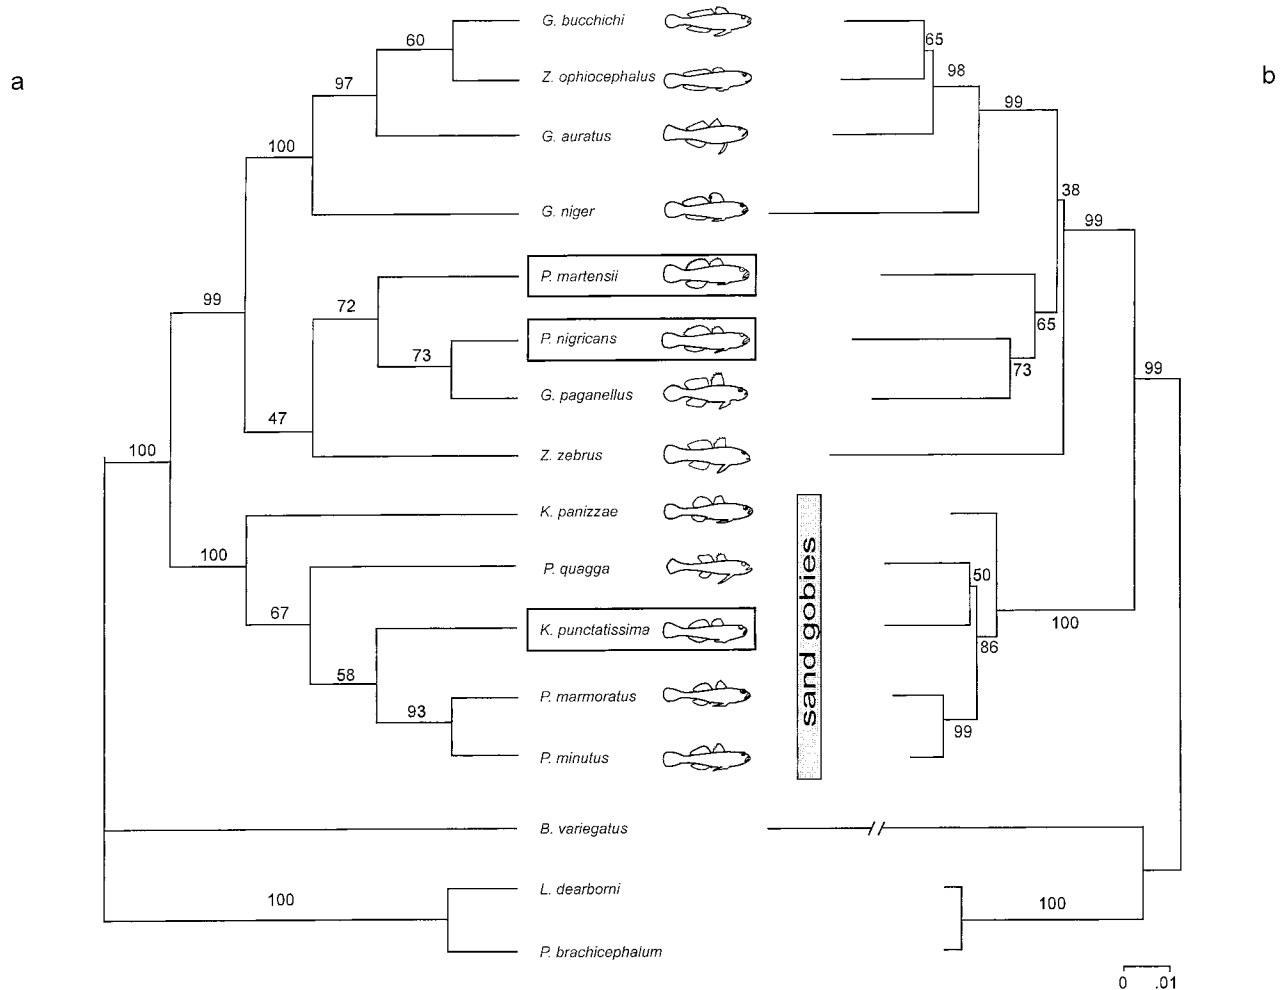 G. bucchichi
60
65
a
Z. ophiocephalus
b
97
98
99
G. auratus
100
38
G. niger
99
P. martensii
99
72
65
P. nigricans
73
73
99
G. paganellus
47
Z. zebrus
100
K. panizzae
100
P. quagga
50
67
K. punctatissima
100
sand gobies
86
58
P. marmoratus
93
99
P. minutus
B. variegatus
L. dearborni
100
100
P. brachicephalum
0 .01